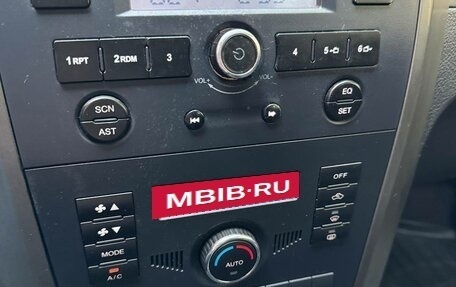 1 RPT
2 RDM
3
4
5
6
VOL+
VOL-
SCN
AST
EQ
SET
MBIB·RU
OFF
MODE
A/C
AUTO